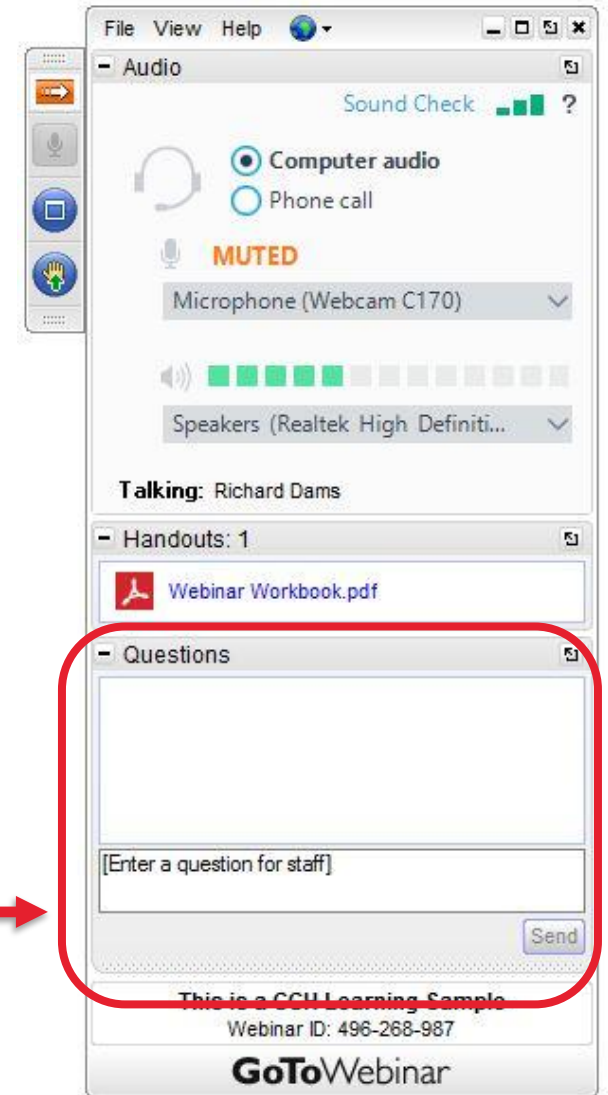 File View Help
Audio
Sound Check ?
Computer audio
Phone call
MUTED
Microphone (Webcam C170)
Speakers (Realtek High Definiti...
Talking: Richard Dams
Handouts: 1
Webinar Workbook.pdf
Questions
[Enter a question for staff]
Send
This is a CCH Learning Sample
Webinar ID: 496-268-987
GoToWebinar